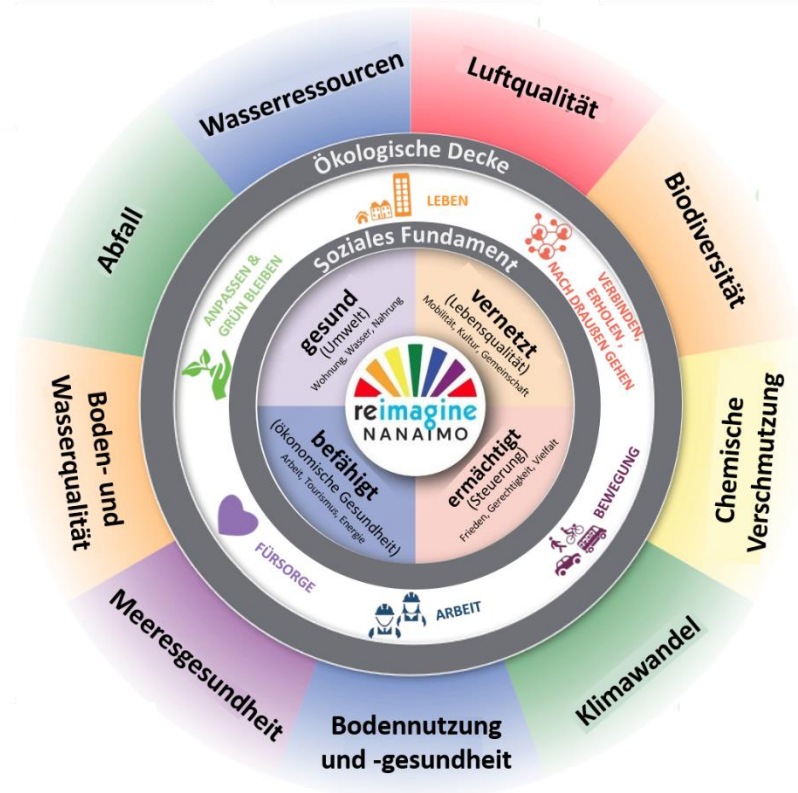 Wasserressourcen
Luftqualität
Biodiversität
Chemische
Verschmutzung
Klimawandel
Bodennutzung
und -gesundheit
Meeresgesundheit
Boden- und
Wasserqualität
Abfall
Ökologische Decke
LEBEN
VERBINDEN,
ERHOLEN,
NACH DRAUßEN GEHEN
BEWEGUNG
ARBEIT
FÜRSORGE
ANPASSEN &
GRÜN BLEIBEN
Soziales Fundament
gesund
(Umwelt)
Wohnung, Wasser, Nahrung
vernetzt
(Lebensqualität)
Mobilität, Kultur, Gemeinschaft
ermächtigt
(Steuerung)
Frieden, Gerechtigkeit, Vielfalt
befähigt
(ökonomische Gesundheit)
Arbeit, Tourismus, Energie
reimagine
NANAIMO